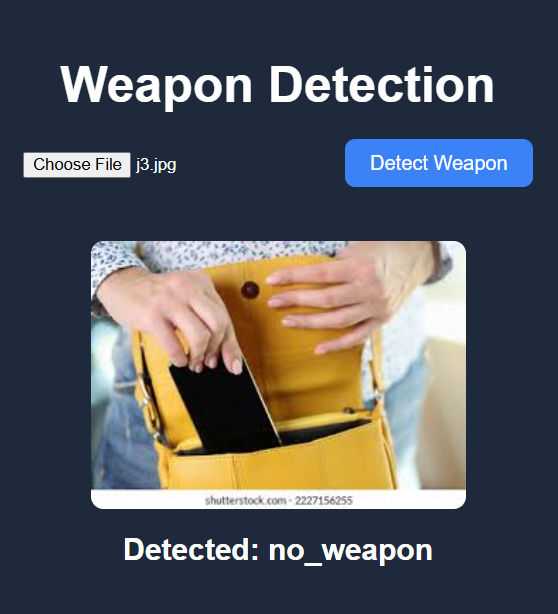 Weapon Detection
Choose File j3.jpg
Detect Weapon
shutterstock.com · 2227156255
Detected: no_weapon